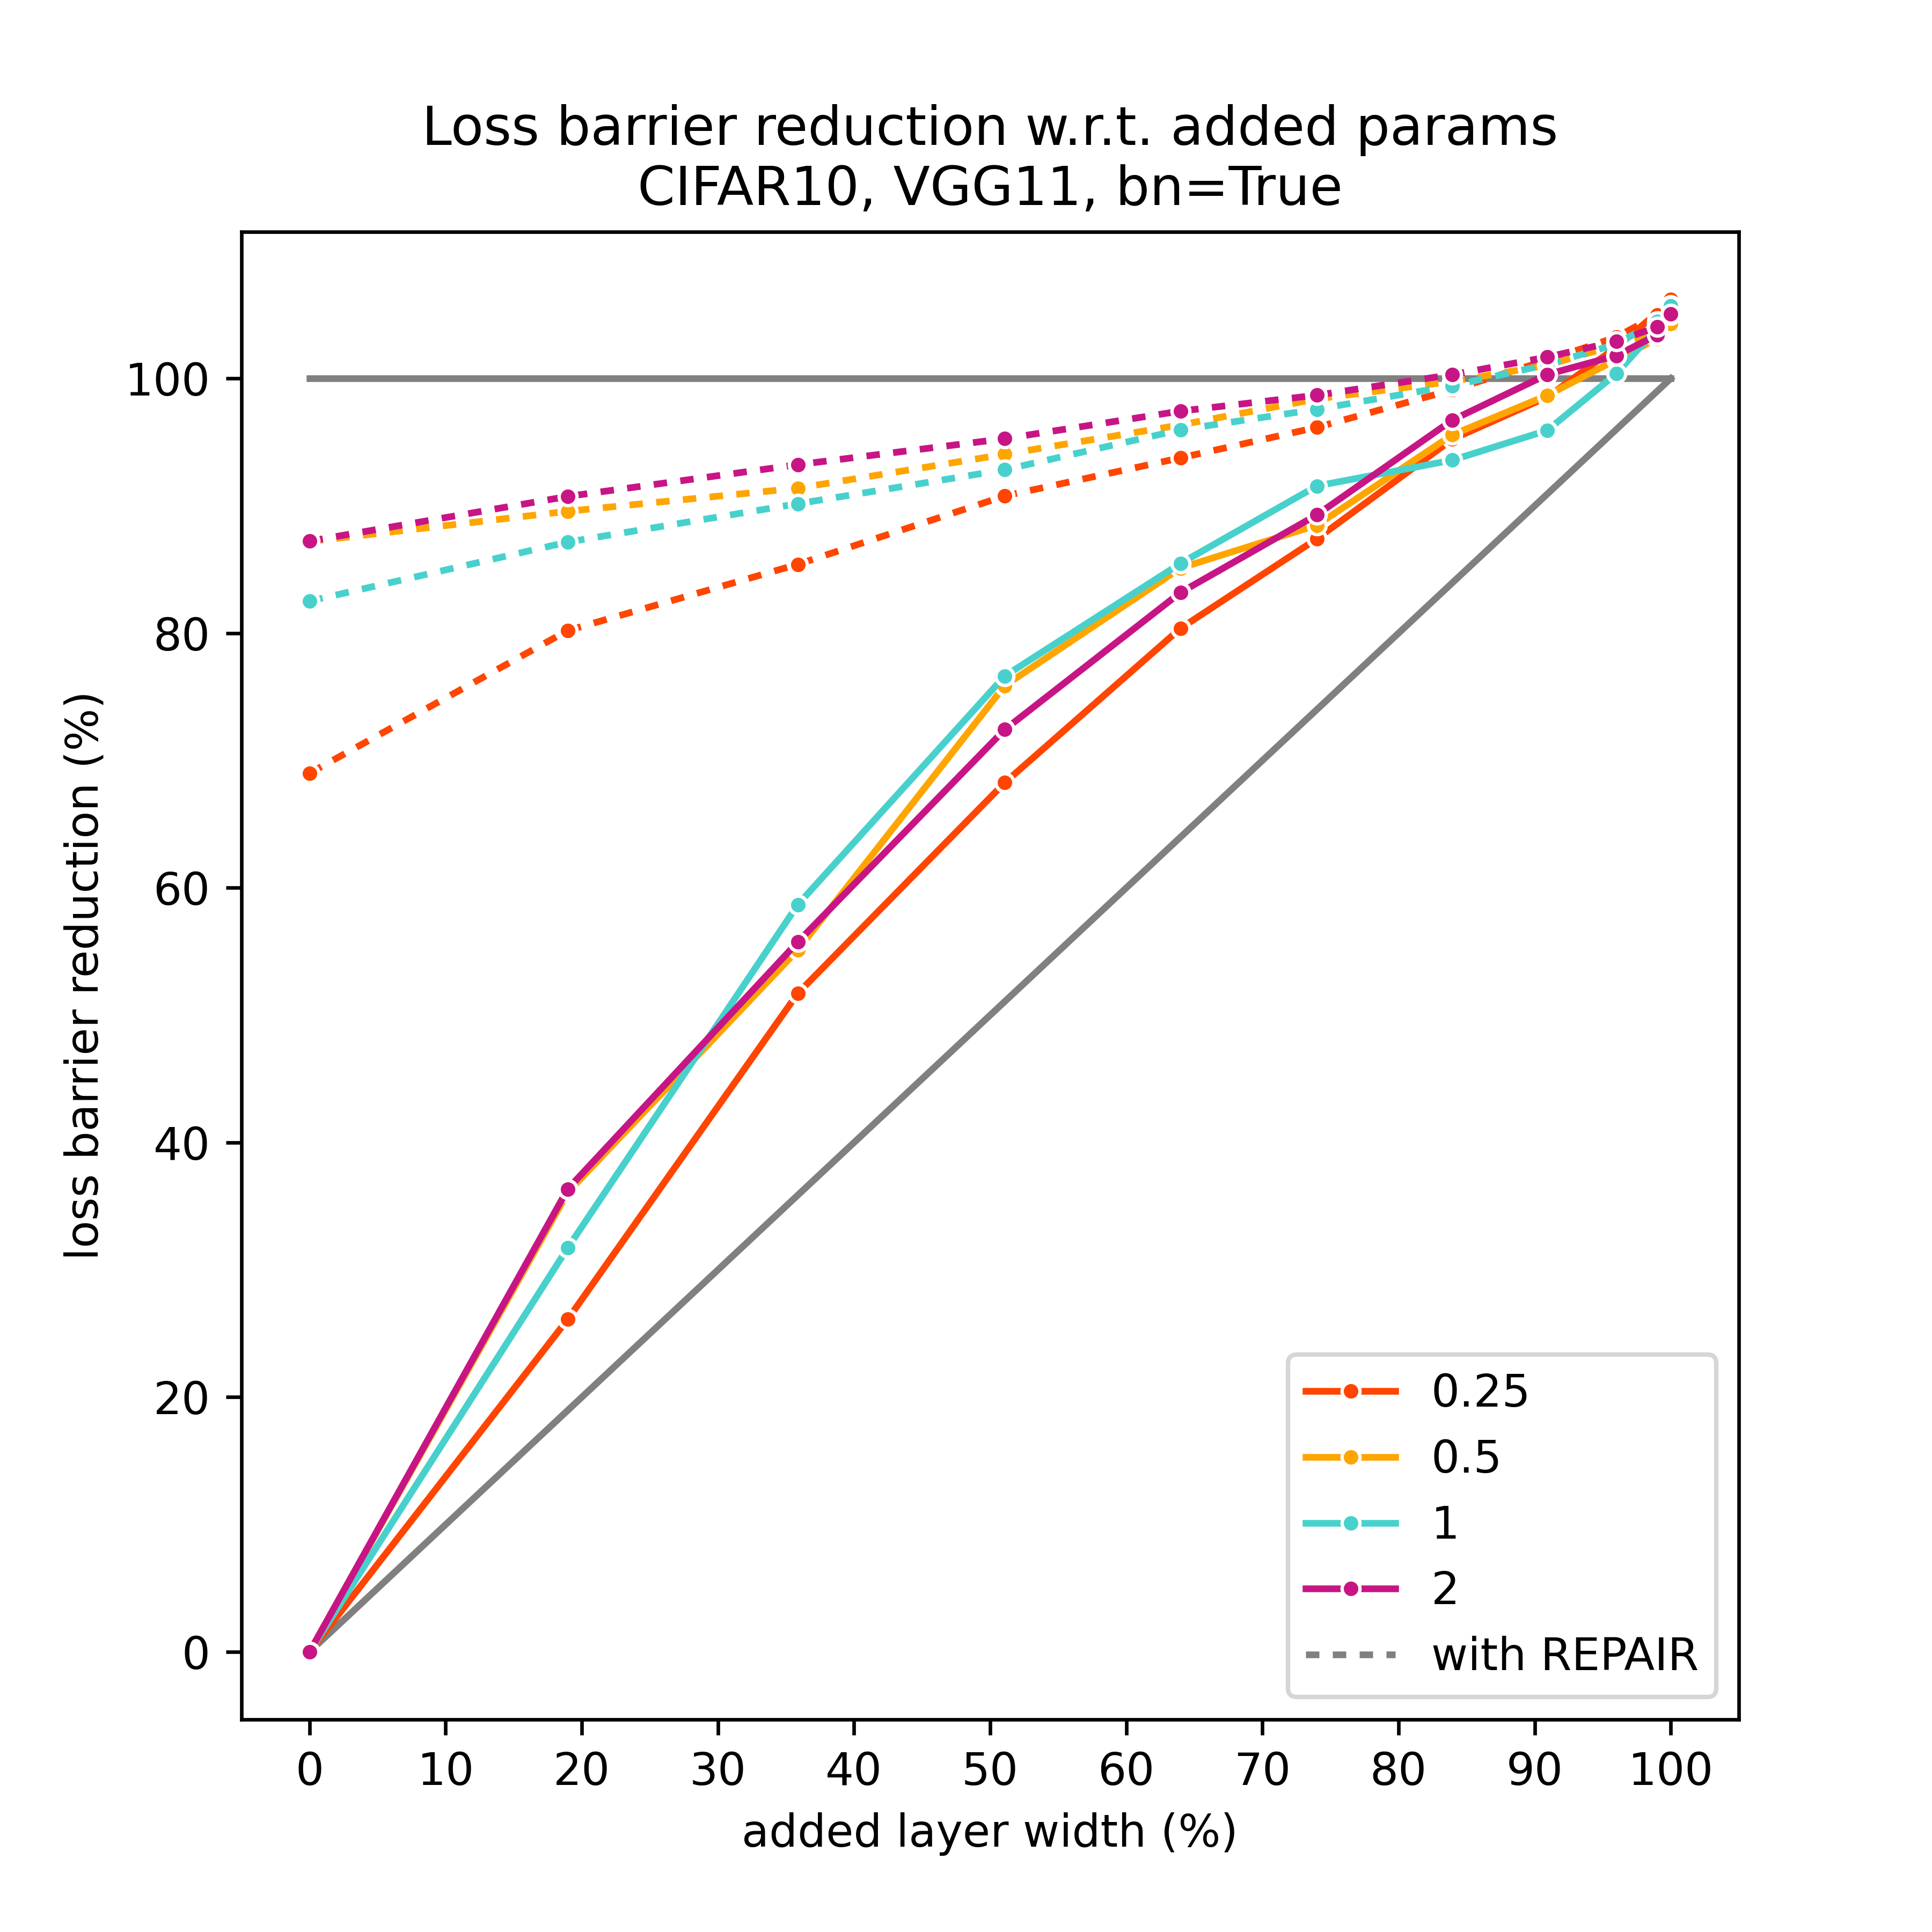 Loss barrier reduction w.r.t. added params
CIFAR10, VGG11, bn=True
loss barrier reduction (%)
100
80
60
40
20
0
0 10 20 30 40 50 60 70 80 90 100
added layer width (%)
0.25
0.5
1
2
with REPAIR